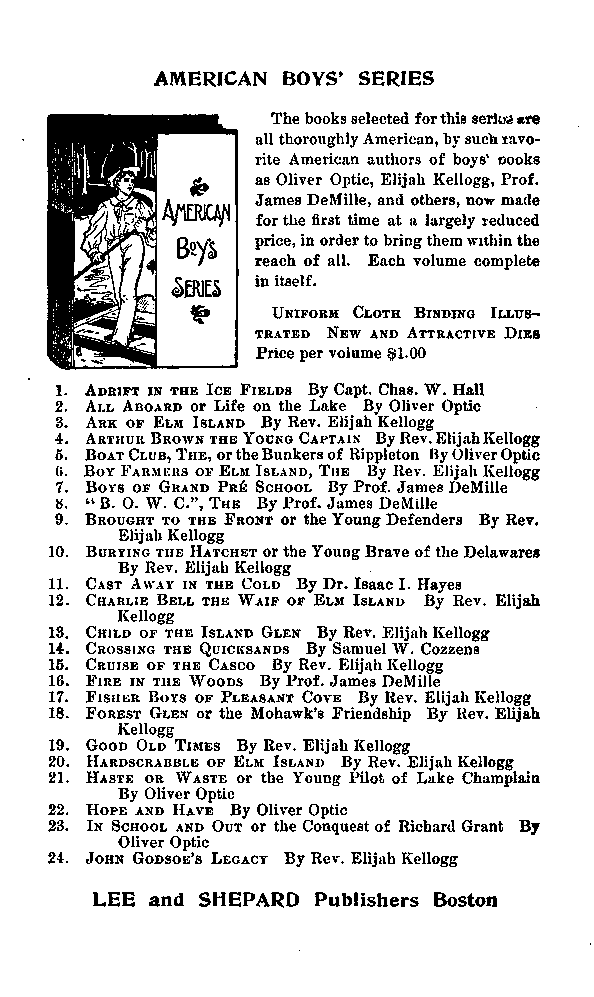 AMERICAN BOYS' SERIES
AMERICAN
BOY'S
SERIES
The books selected for this series are
all thoroughly American, by such favo-
rite American authors of boys' books
as Oliver Optic, Elijah Kellogg, Prof.
James DeMille, and others, now made
for the first time at a largely reduced
price, in order to bring them within the
reach of all. Each volume complete
in itself.
UNIFORM CLOTH BINDING ILLUS-
TRATED NEW AND ATTRACTIVE DIES
Price per volume $1.00
1. ADRIFT IN THE ICE FIELDS By Capt. Chas. W. Hall
2. ALL ABOARD or Life on the Lake By Oliver Optic
3. ARK OF ELM ISLAND By Rev. Elijah Kellogg
4. ARTHUR BROWN THE YOUNG CAPTAIN By Rev. Elijah Kellogg
5. BOAT CLUB, THE, or the Bunkers of Rippleton By Oliver Optic
6. BOY FARMERS OF ELM ISLAND, THE By Rev. Elijah Kellogg
7. BOYS OF GRAND PRÉ SCHOOL By Prof. James DeMille
8. "B. O. W. C.", THE By Prof. James DeMille
9. BROUGHT TO THE FRONT or the Young Defenders By Rev.
Elijah Kellogg
10. BURYING THE HATCHET or the Young Brave of the Delawares
By Rev. Elijah Kellogg
11. CAST AWAY IN THE COLD By Dr. Isaac I. Hayes
12. CHARLIE BELL THE WAIF OF ELM ISLAND By Rev. Elijah
Kellogg
13. CHILD OF THE ISLAND GLEN By Rev. Elijah Kellogg
14. CROSSING THE QUICKSANDS By Samuel W. Cozzens
15. CRUISE OF THE CASCO By Rev. Elijah Kellogg
16. FIRE IN THE WOODS By Prof. James DeMille
17. FISHER BOYS OF PLEASANT COVE By Rev. Elijah Kellogg
18. FOREST GLEN or the Mohawk's Friendship By Rev. Elijah
Kellogg
19. GOOD OLD TIMES By Rev. Elijah Kellogg
20. HARDSCRABBLE OF ELM ISLAND By Rev. Elijah Kellogg
21. HASTE OR WASTE or the Young Pilot of Lake Champlain
By Oliver Optic
22. HOPE AND HAVE By Oliver Optic
23. IN SCHOOL AND OUT or the Conquest of Richard Grant By
Oliver Optic
24. JOHN GODSOE'S LEGACY By Rev. Elijah Kellogg
LEE and SHEPARD Publishers Boston